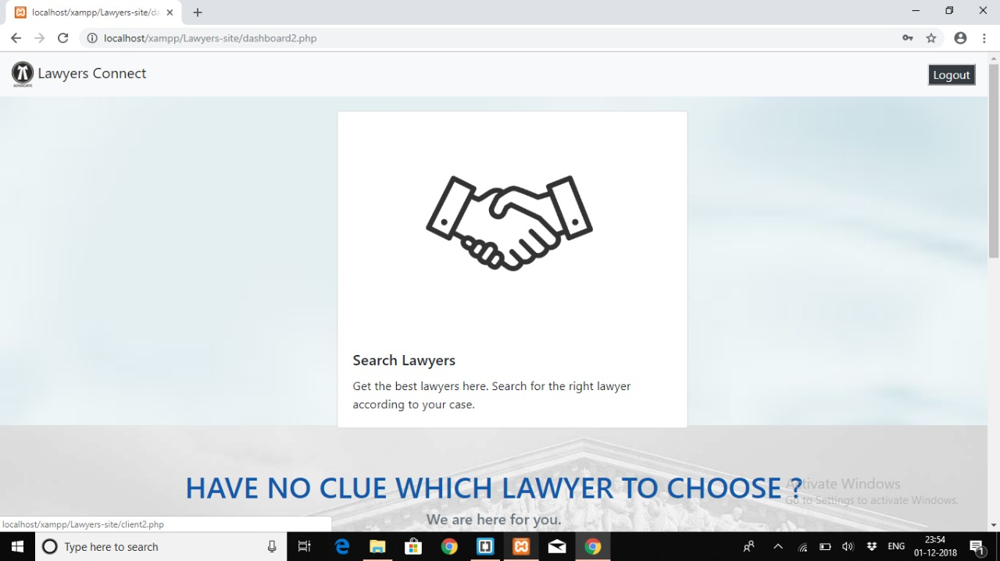 localhost/xampp/Lawyers-site/da
localhost/xampp/Lawyers-site/dashboard2.php
Lawyers Connect
ADVOCATE
Logout
Search Lawyers
Get the best lawyers here. Search for the right lawyer
according to your case.
HAVE NO CLUE WHICH LAWYER TO CHOOSE ?
Activate Windows
Go to Settings to activate Windows.
We are here for you.
localhost/xampp/Lawyers-site/client2.php
Type here to search
ENG
23:54
01-12-2018
1